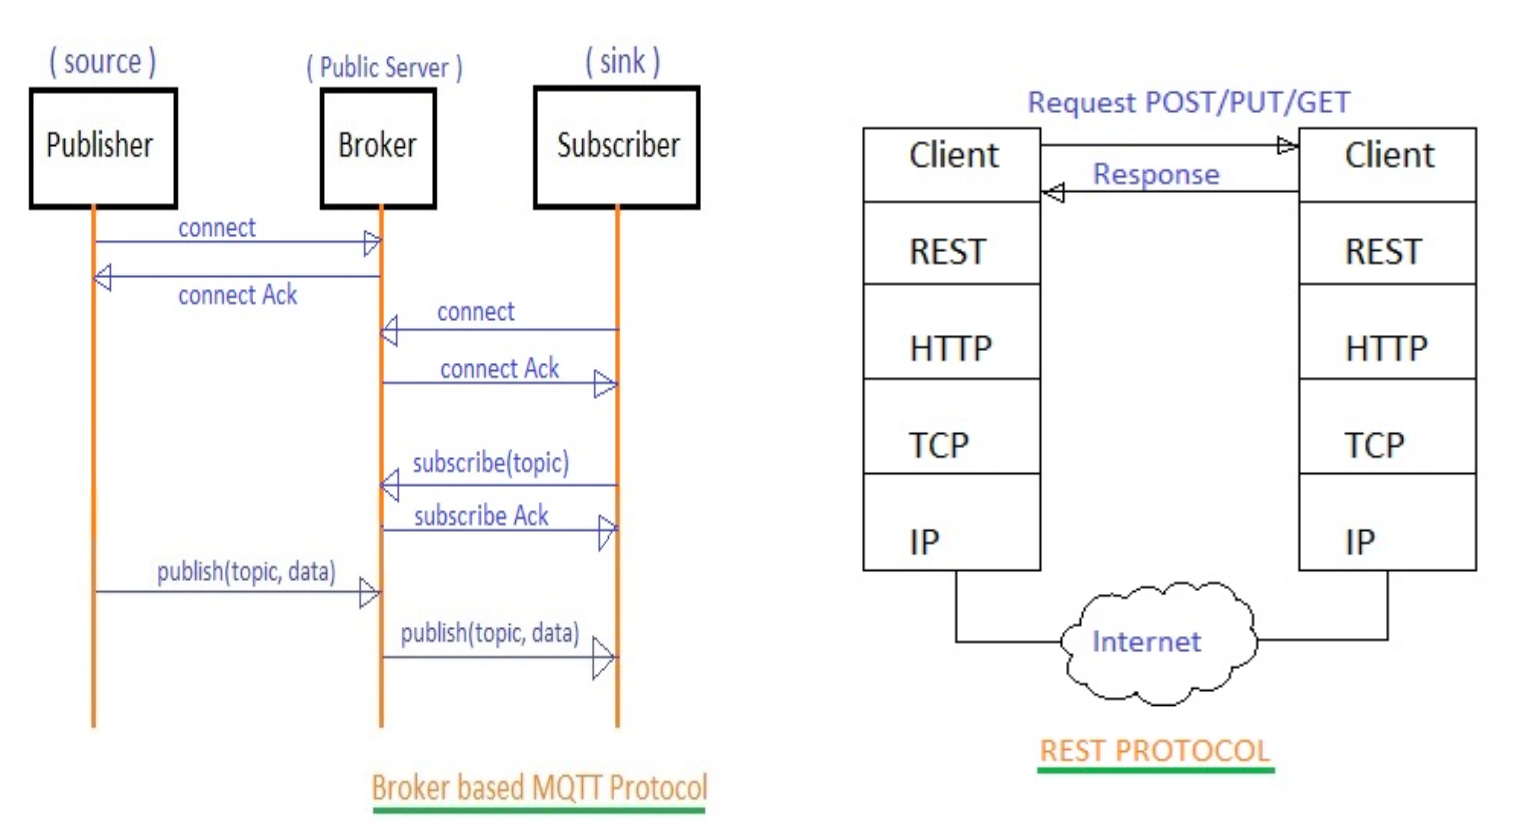 ( source )
( Public Server )
( sink )
Publisher
Broker
Subscriber
connect
connect Ack
connect
connect Ack
subscribe(topic)
subscribe Ack
publish(topic, data)
publish(topic, data)
Broker based MQTT Protocol
Request POST/PUT/GET
Response
Client
REST
HTTP
TCP
IP
Client
REST
HTTP
TCP
IP
Internet
REST PROTOCOL